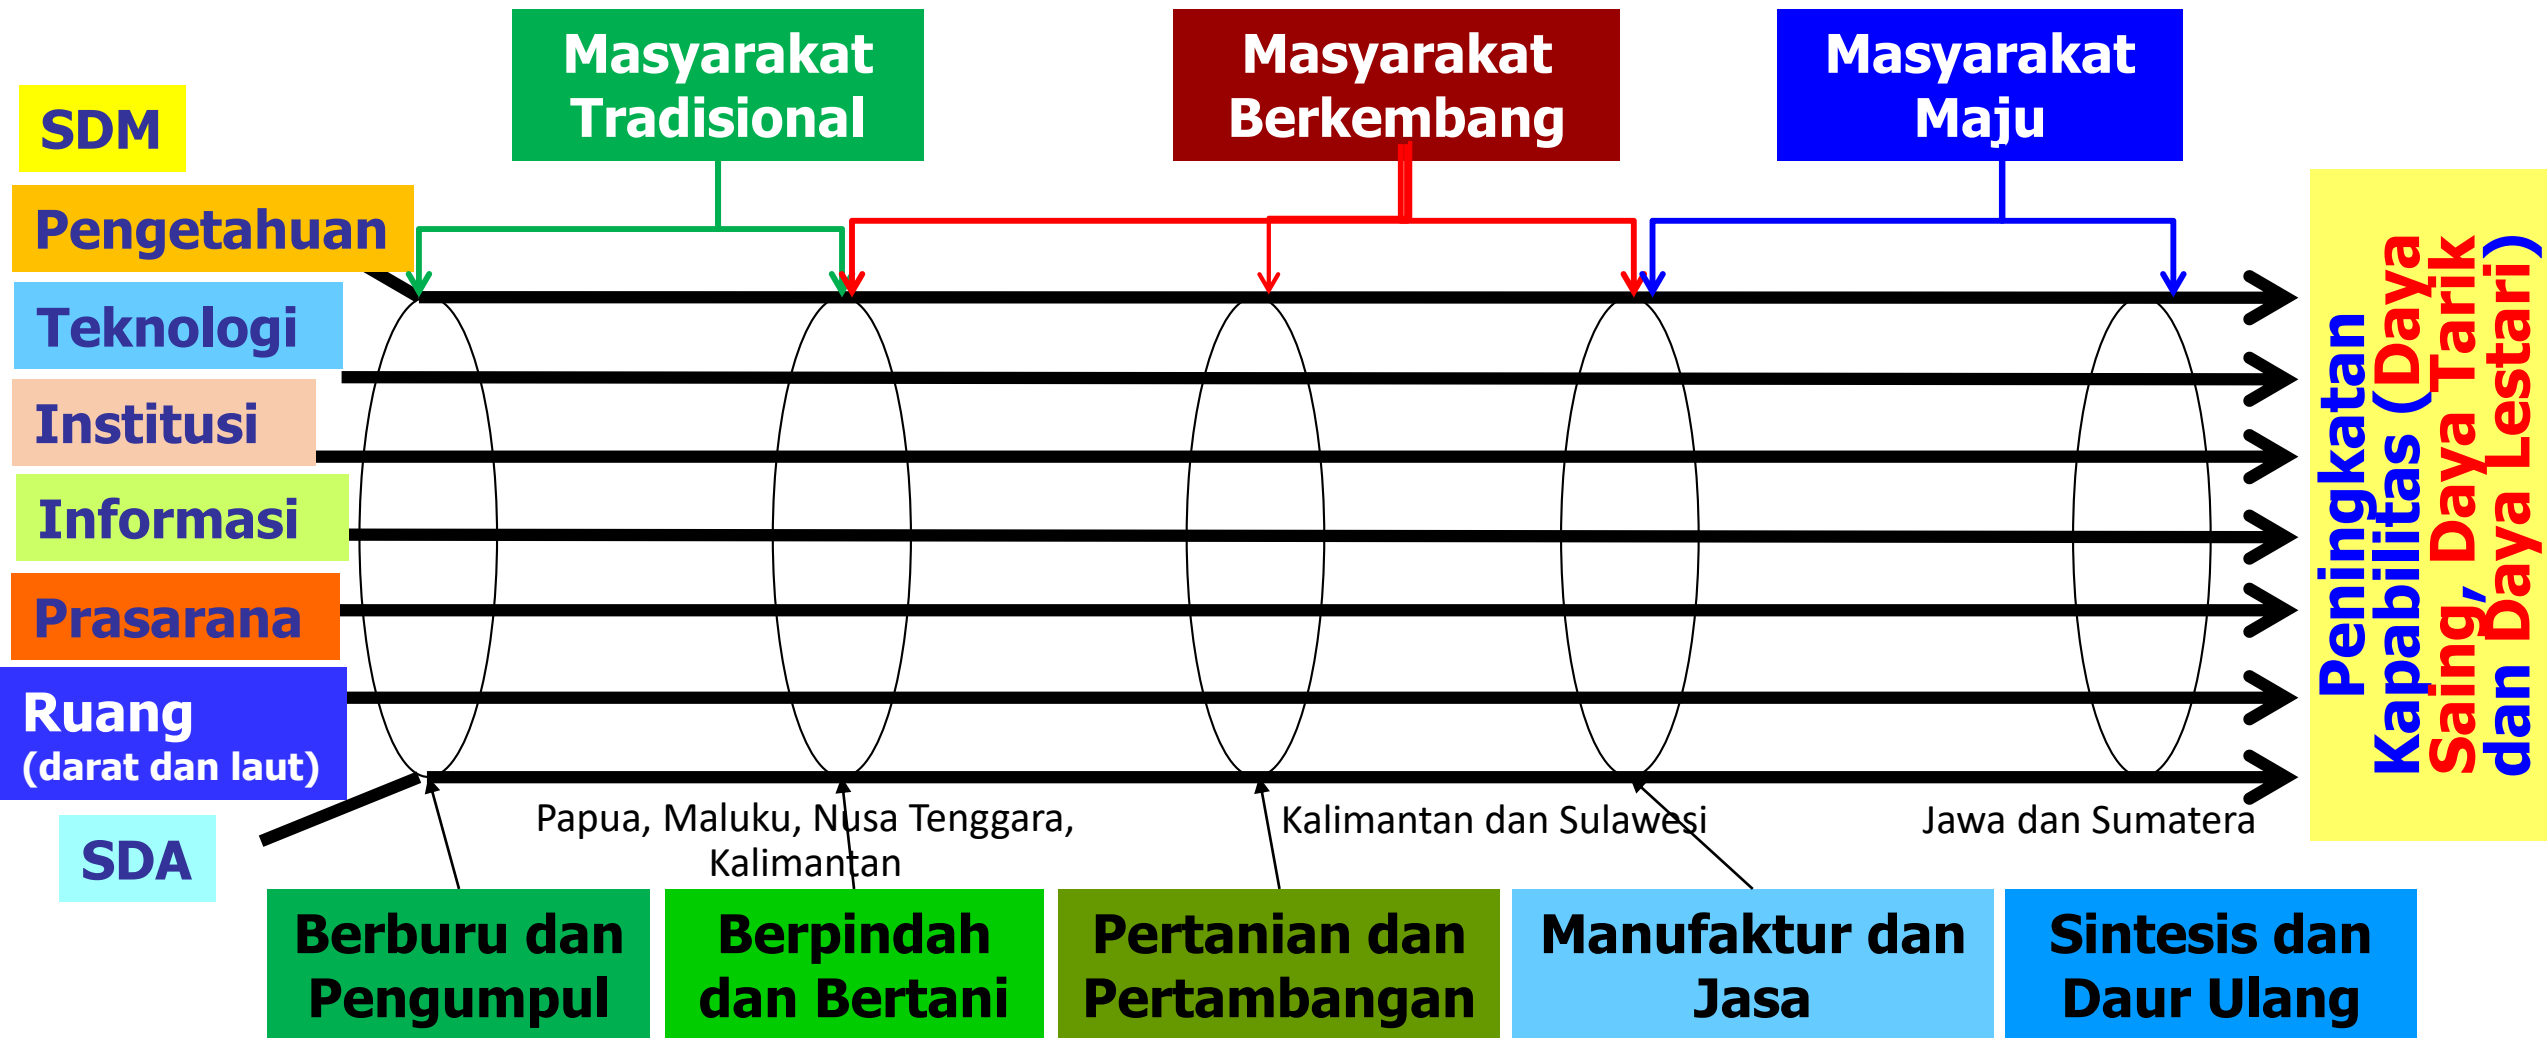 Masyarakat
Tradisional
Masyarakat
Berkembang
Masyarakat
Maju
SDM
Pengetahuan
Teknologi
Institusi
Informasi
Prasarana
Ruang
(darat dan laut)
SDA
Peningkatan
Kapabilitas (Daya
Saing, Daya Tarik
dan Daya Lestari)
Papua, Maluku, Nusa Tenggara,
Kalimantan
Kalimantan dan Sulawesi
Jawa dan Sumatera
Berburu dan
Pengumpul
Berpindah
dan Bertani
Pertanian dan
Pertambangan
Manufaktur dan
Jasa
Sintesis dan
Daur Ulang